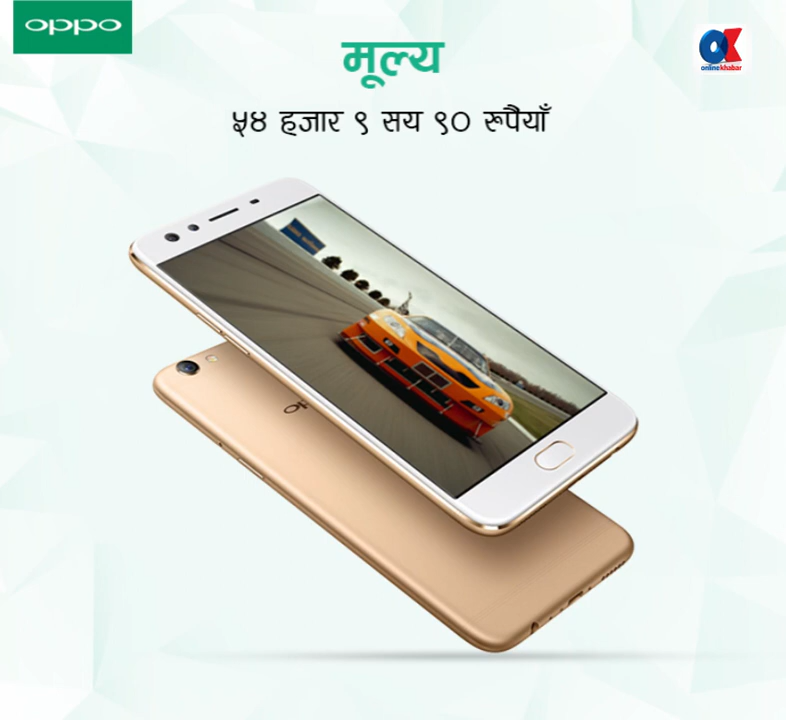 oppo
मूल्य
onlinekhabar
५४ हजार ९ सय ९० रूपैयाँ